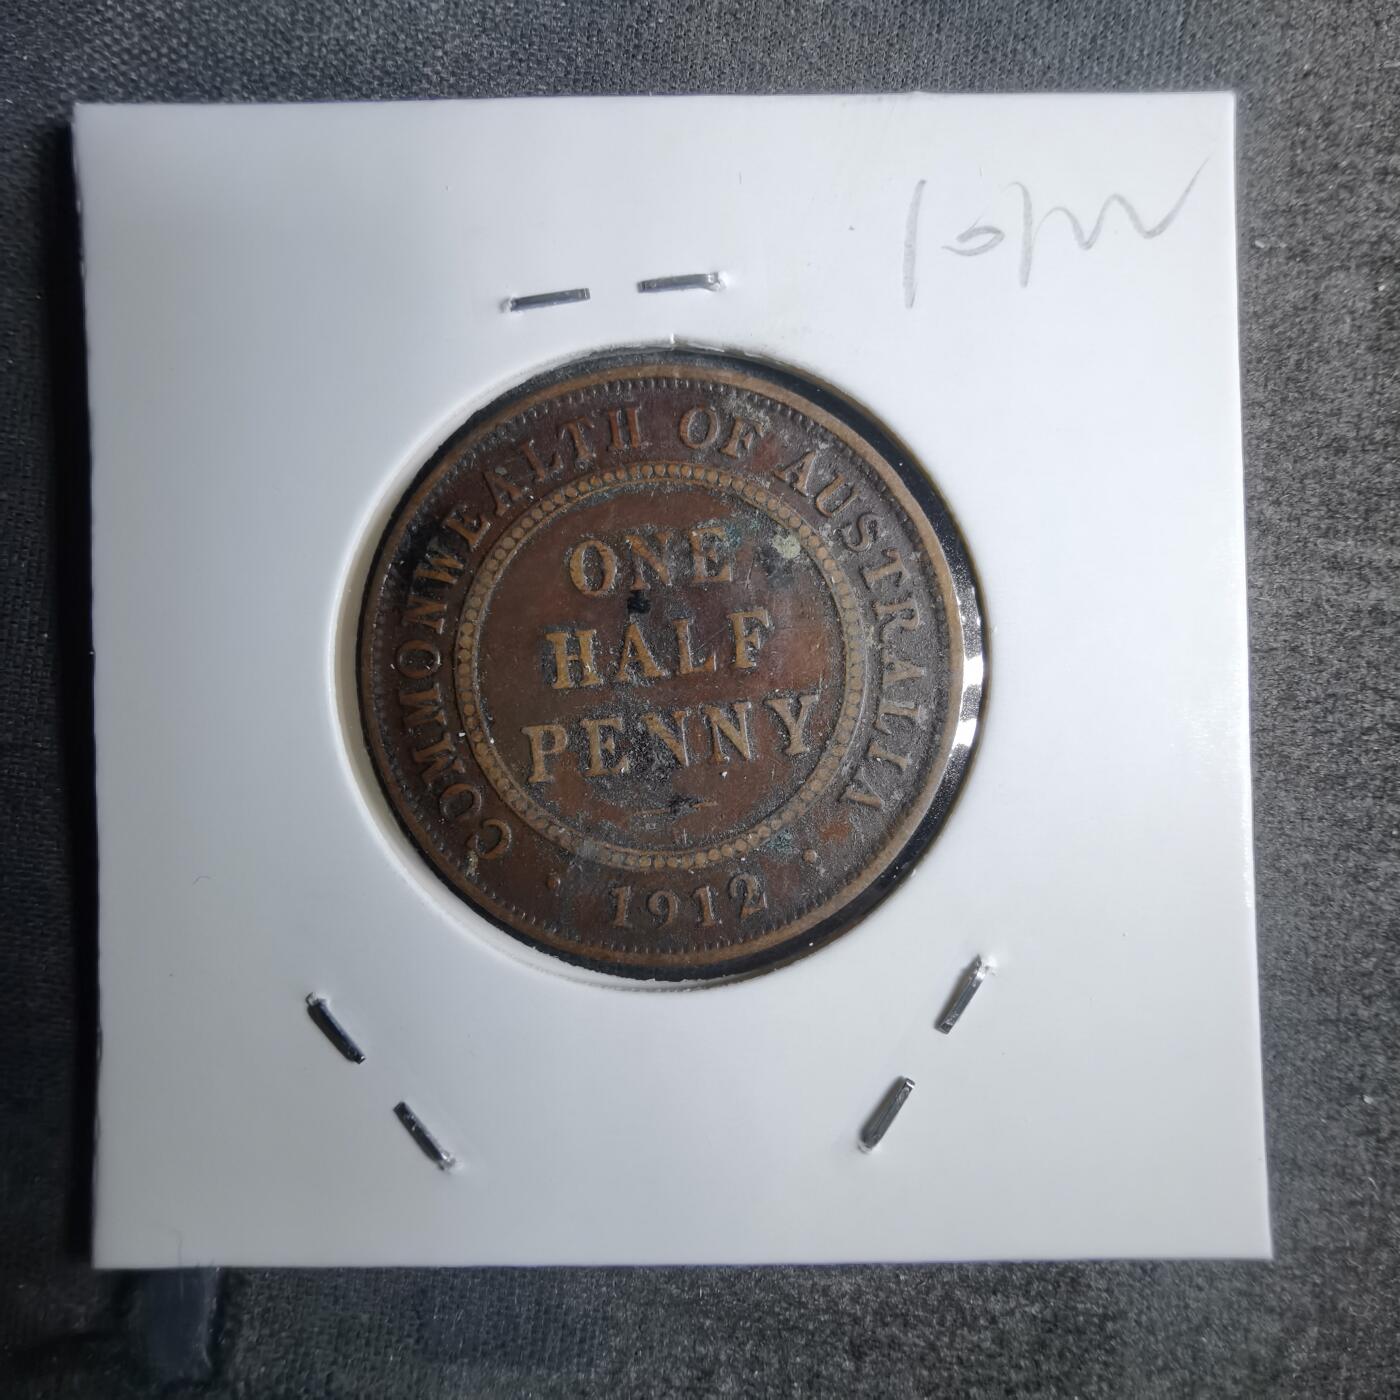 COMMONWEALTH OF AUSTRALIA
ONE
HALF
PENNY
· 1912 ·